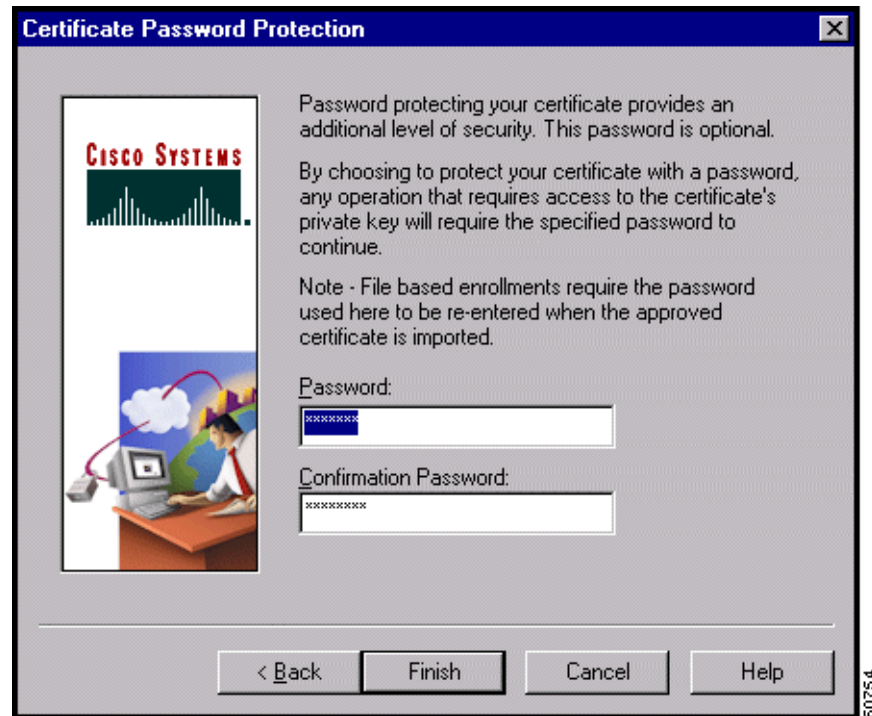 Certificate Password Protection
CISCO SYSTEMS
Password protecting your certificate provides an
additional level of security. This password is optional.
By choosing to protect your certificate with a password,
any operation that requires access to the certificate's
private key will require the specified password to
continue.
Note - File based enrollments require the password
used here to be re-entered when the approved
certificate is imported.
Password:
*******
Confirmation Password:
********
< Back
Finish
Cancel
Help
50754